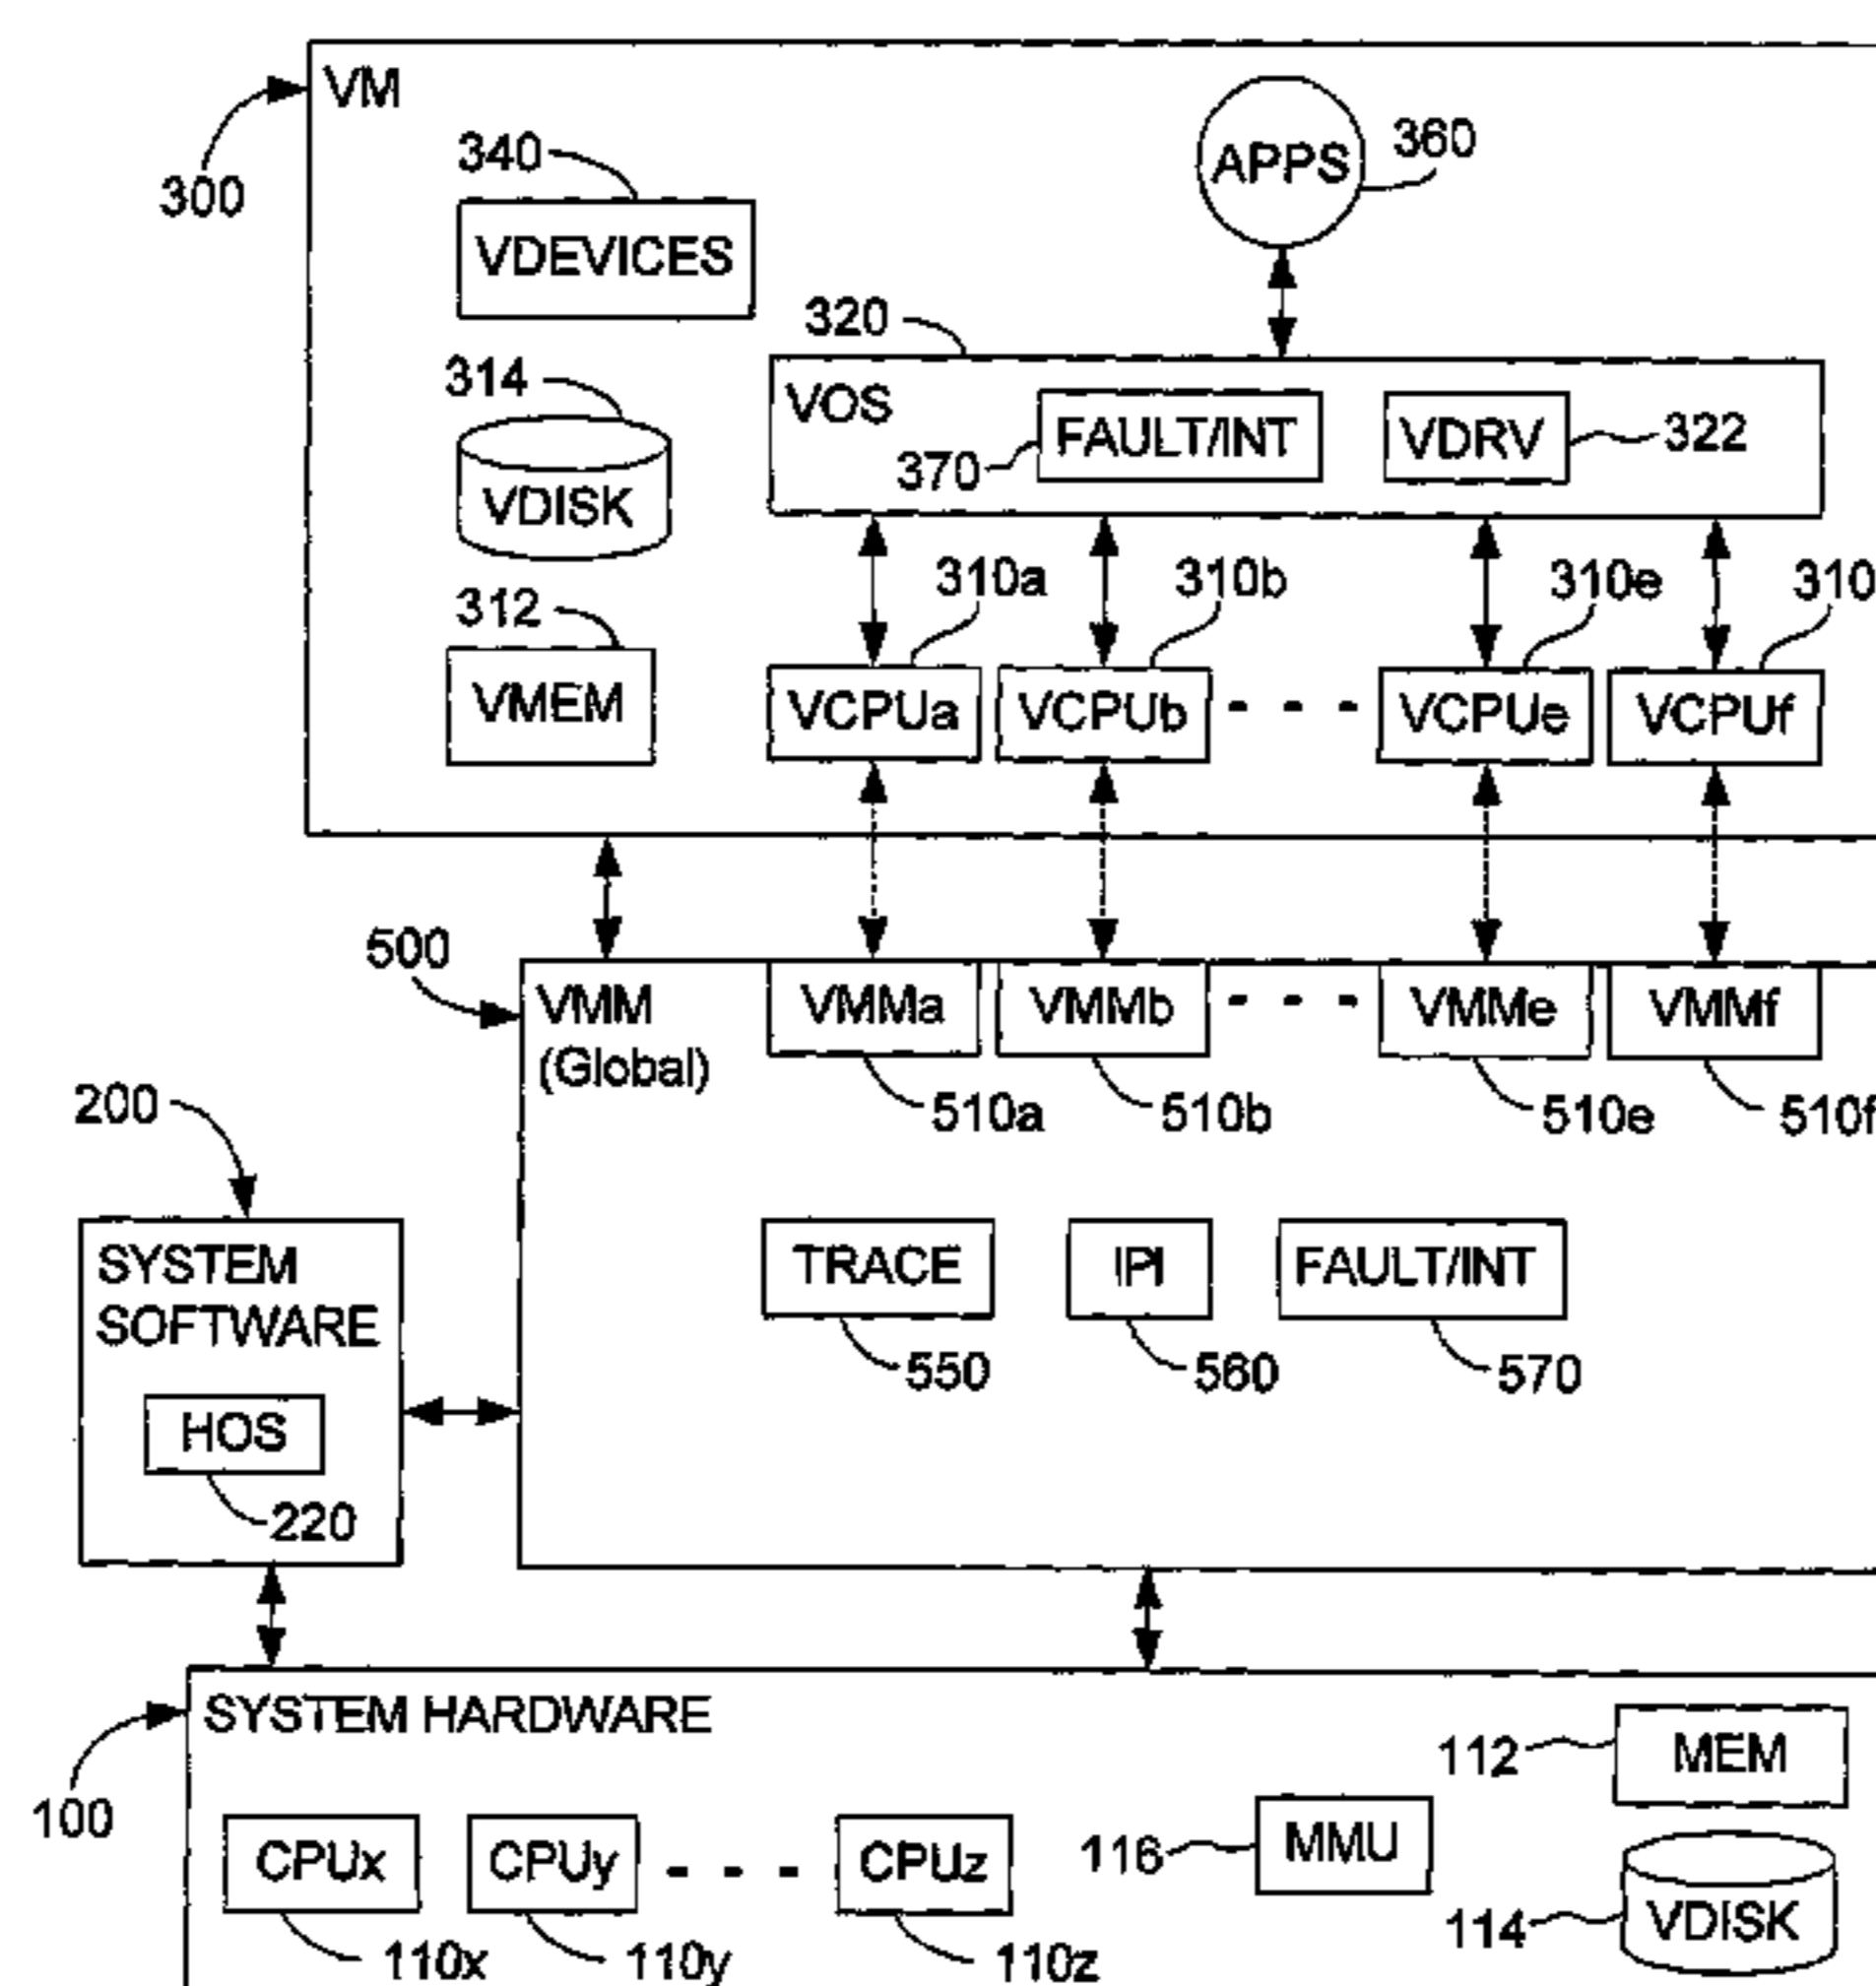 VM
300
340
VDEVICES
APPS
360
314
VDISK
320
VOS
370
FAULT/INT
VDRV
322
312
VMEM
310a
310b
310e
310
VCPUa
VCPUb
VCPUe
VCPUf
500
VMM
(Global)
VMMa
VMMb
VMMe
VMMf
510a
510b
510e
510f
200
SYSTEM
SOFTWARE
HOS
220
TRACE
IPI
FAULT/INT
550
560
570
100
SYSTEM HARDWARE
112
MEM
CPUx
CPUy
CPUz
116
MMU
114
VDISK
110x
110y
110z